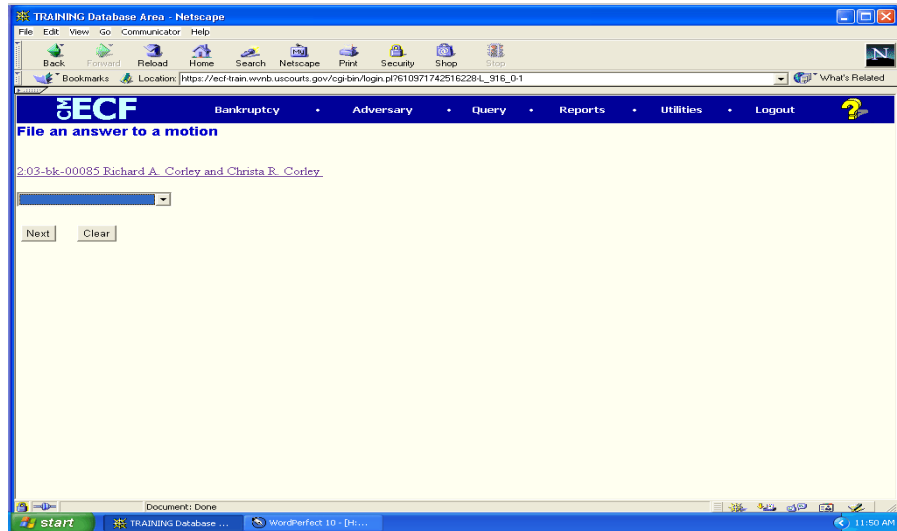 TRAINING Database Area - Netscape
File Edit View Go Communicator Help
Back Forward Reload Home Search Netscape Print Security Shop Stop
Bookmarks Location: https://ecf-train.wvnb.uscourts.gov/cgi-bin/login.pl?610971742516228-L_916_0-1 What's Related
CM ECF Bankruptcy • Adversary • Query • Reports • Utilities • Logout ?
File an answer to a motion
2:03-bk-00085 Richard A. Corley and Christa R. Corley
Next Clear
Document: Done
start TRAINING Database ... WordPerfect 10 - [H:... 11:50 AM